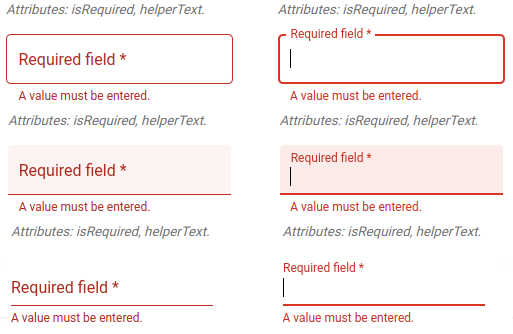 Attributes: isRequired, helperText.
Attributes: isRequired, helperText.
Required field *
Required field *
A value must be entered.
A value must be entered.
Attributes: isRequired, helperText.
Attributes: isRequired, helperText.
Required field *
Required field *
A value must be entered.
A value must be entered.
Attributes: isRequired, helperText.
Attributes: isRequired, helperText.
Required field *
Required field *
A value must be entered.
A value must be entered.